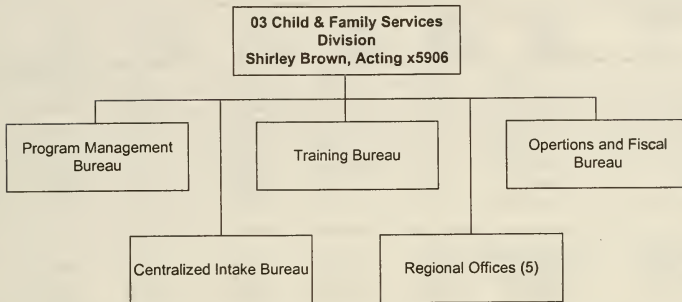 03 Child & Family Services
Division
Shirley Brown, Acting x5906
Program Management
Bureau
Training Bureau
Opertions and Fiscal
Bureau
Centralized Intake Bureau
Regional Offices (5)